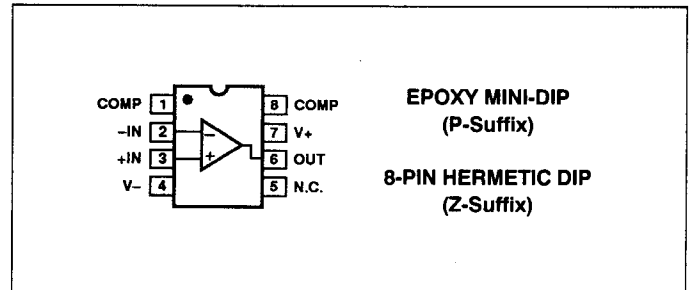 COMP 1 8 COMP
–IN 2 – 7 V+
+IN 3 + 6 OUT
V– 4 5 N.C.
EPOXY MINI-DIP
(P-Suffix)
8-PIN HERMETIC DIP
(Z-Suffix)